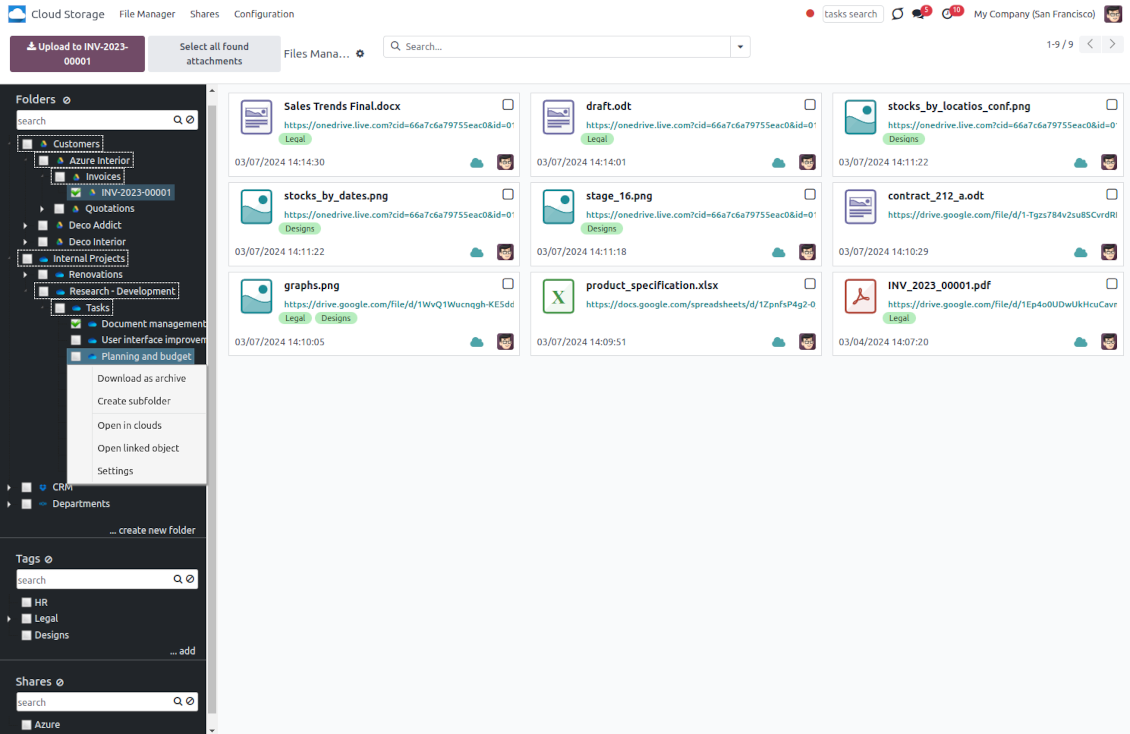 Cloud Storage File Manager Shares Configuration
tasks search 5 10 My Company (San Francisco)
Upload to INV-2023-
00001
Select all found
attachments
Files Mana...
Search...
1-9 / 9
Folders
search
Customers
Azure Interior
Invoices
INV-2023-00001
Quotations
Deco Addict
Deco Interior
Internal Projects
Renovations
Research - Development
Tasks
Document management
User interface improvem
Planning and budget
Download as archive
Create subfolder
Open in clouds
Open linked object
Settings
CRM
Departments
... create new folder
Tags
search
HR
Legal
Designs
... add
Shares
search
Azure
Sales Trends Final.docx
https://onedrive.live.com?cid=66a7c6a79755eac0&id=01
Legal
03/07/2024 14:14:30
draft.odt
https://onedrive.live.com?cid=66a7c6a79755eac0&id=01
Legal
03/07/2024 14:14:01
stocks_by_locatios_conf.png
https://onedrive.live.com?cid=66a7c6a79755eac0&id=01
Designs
03/07/2024 14:11:22
stocks_by_dates.png
https://onedrive.live.com?cid=66a7c6a79755eac0&id=01
Designs
03/07/2024 14:11:22
stage_16.png
https://onedrive.live.com?cid=66a7c6a79755eac0&id=01
Designs
03/07/2024 14:11:18
contract_212_a.odt
https://drive.google.com/file/d/1-Tgzs784v2su8SCvrdRI
03/07/2024 14:10:29
graphs.png
https://drive.google.com/file/d/1WvQ1Wucnqgh-KE5dd
Legal Designs
03/07/2024 14:10:05
product_specification.xlsx
https://docs.google.com/spreadsheets/d/1ZpnfsP4g2-0
03/07/2024 14:09:51
INV_2023_00001.pdf
https://drive.google.com/file/d/1Ep4o0UDwUkHcuCavr
Legal
03/04/2024 14:07:20